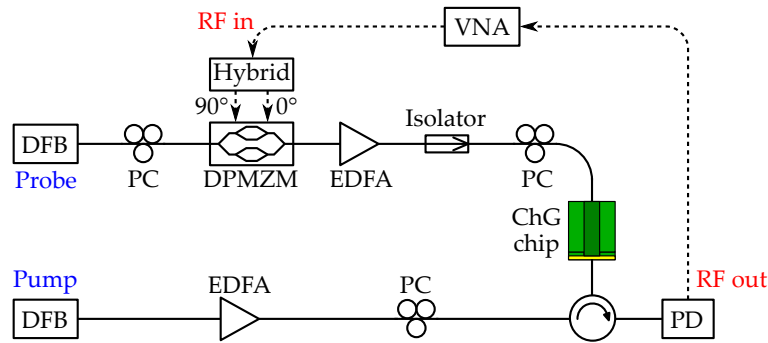 RF in
VNA
Hybrid
90°
0°
Isolator
DFB
Probe
PC
DPMZM
EDFA
PC
ChG
chip
Pump
EDFA
PC
RF out
DFB
PD